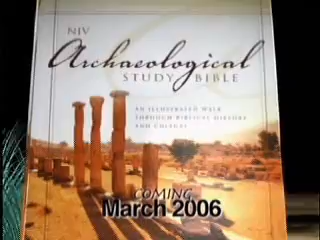 NIV
Archaeological
STUDY BIBLE
AN ILLUSTRATED WALK
THROUGH BIBLICAL HISTORY
AND CULTURE
COMING
March 2006